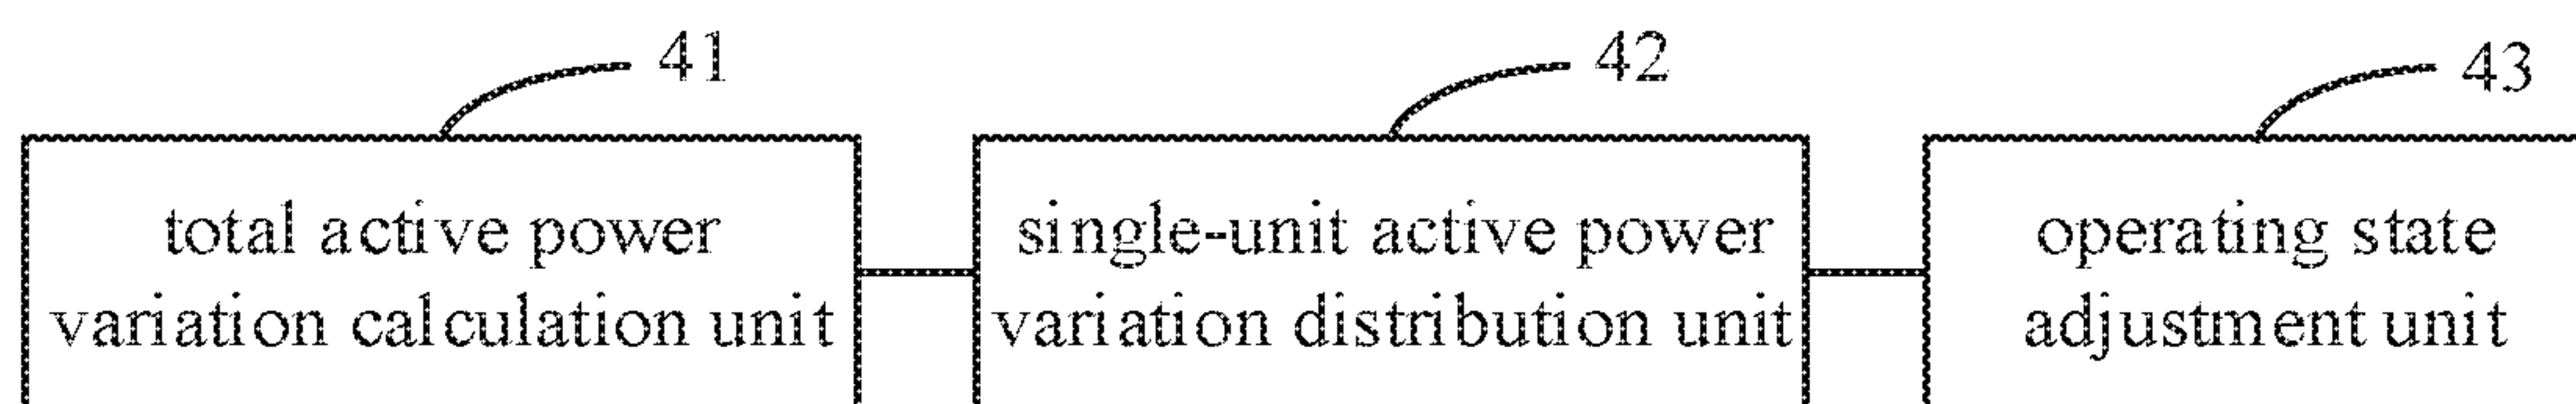 41
42
43
total active power
variation calculation unit
single-unit active power
variation distribution unit
operating state
adjustment unit